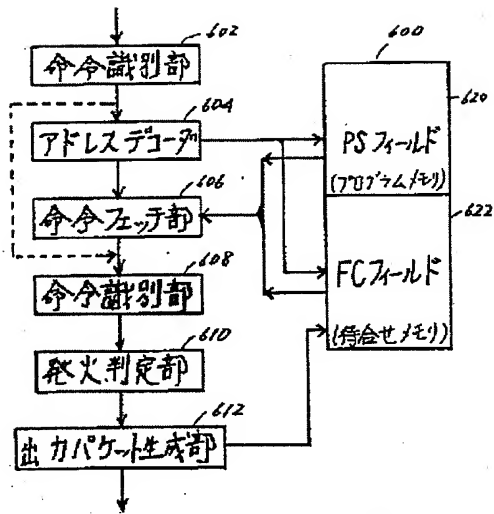 602
命令識別部
600
604
620
アドレスデコーダ
PSフィールド
(プログラムメモリ)
606
命令フェッチ部
622
608
FCフィールド
命令識別部
(待合せメモリ)
610
発火判定部
612
出力パケット生成部